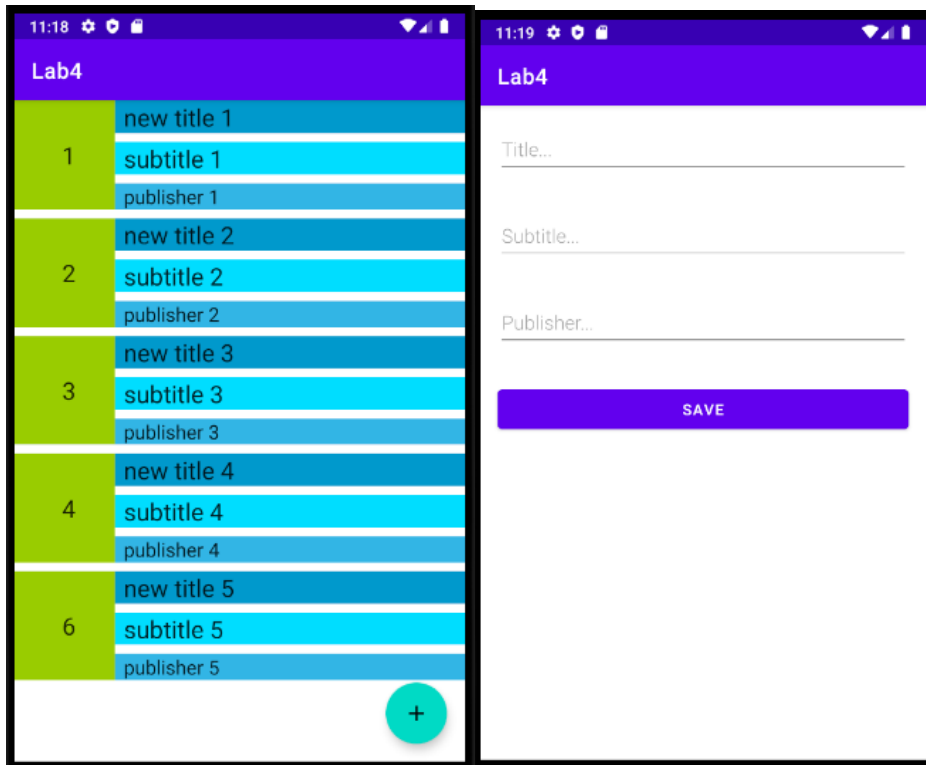 11:18
Lab4
1
new title 1
subtitle 1
publisher 1
2
new title 2
subtitle 2
publisher 2
3
new title 3
subtitle 3
publisher 3
4
new title 4
subtitle 4
publisher 4
6
new title 5
subtitle 5
publisher 5
+
11:19
Lab4
Title...
Subtitle...
Publisher...
SAVE